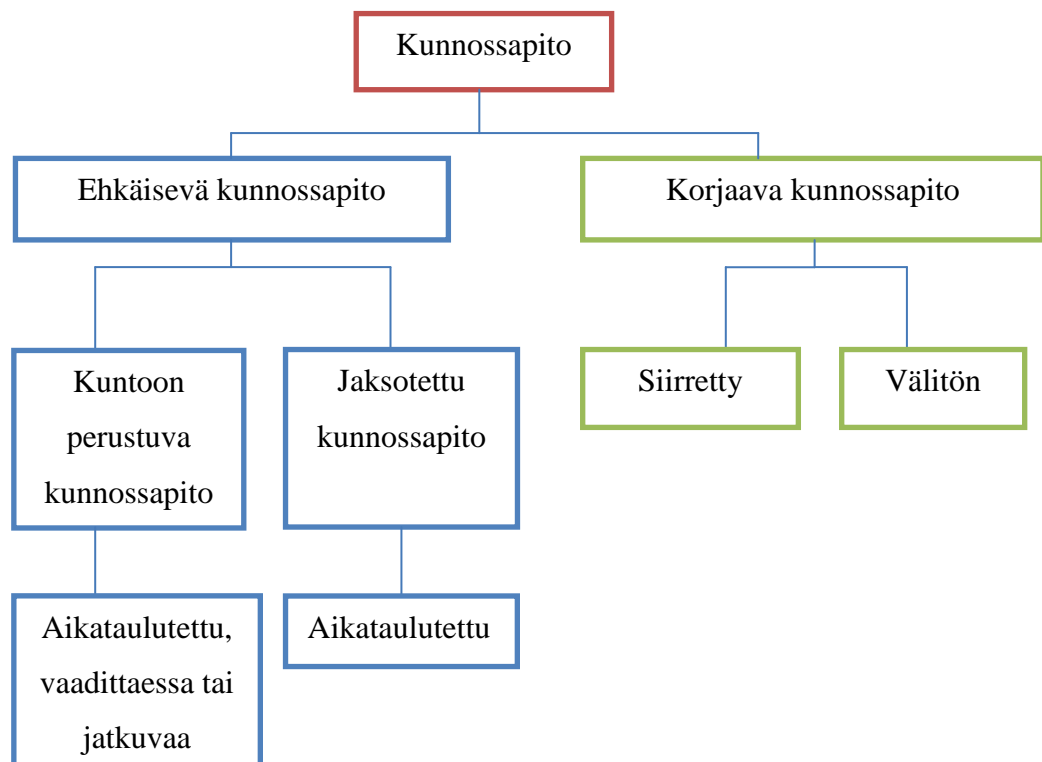 Kunnossapito
Ehkäisevä kunnossapito
Korjaava kunnossapito
Kuntoon
perustuva
kunnossapito
Jaksotettu
kunnossapito
Siirretty
Välitön
Aikataulutettu,
vaadittaessa tai
jatkuvaa
Aikataulutettu